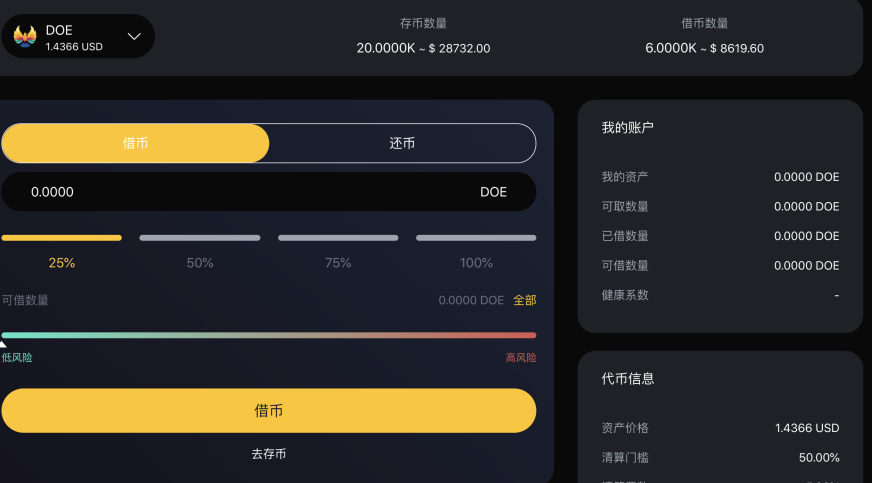 DOE
1.4366 USD
存币数量
20.0000K ~ $ 28732.00
借币数量
6.0000K ~ $ 8619.60
借币
还币
0.0000
DOE
25%
50%
75%
100%
可借数量
0.0000 DOE 全部
低风险
高风险
借币
去存币
我的账户
我的资产
0.0000 DOE
可取数量
0.0000 DOE
已借数量
0.0000 DOE
可借数量
0.0000 DOE
健康系数
-
代币信息
资产价格
1.4366 USD
清算门槛
50.00%